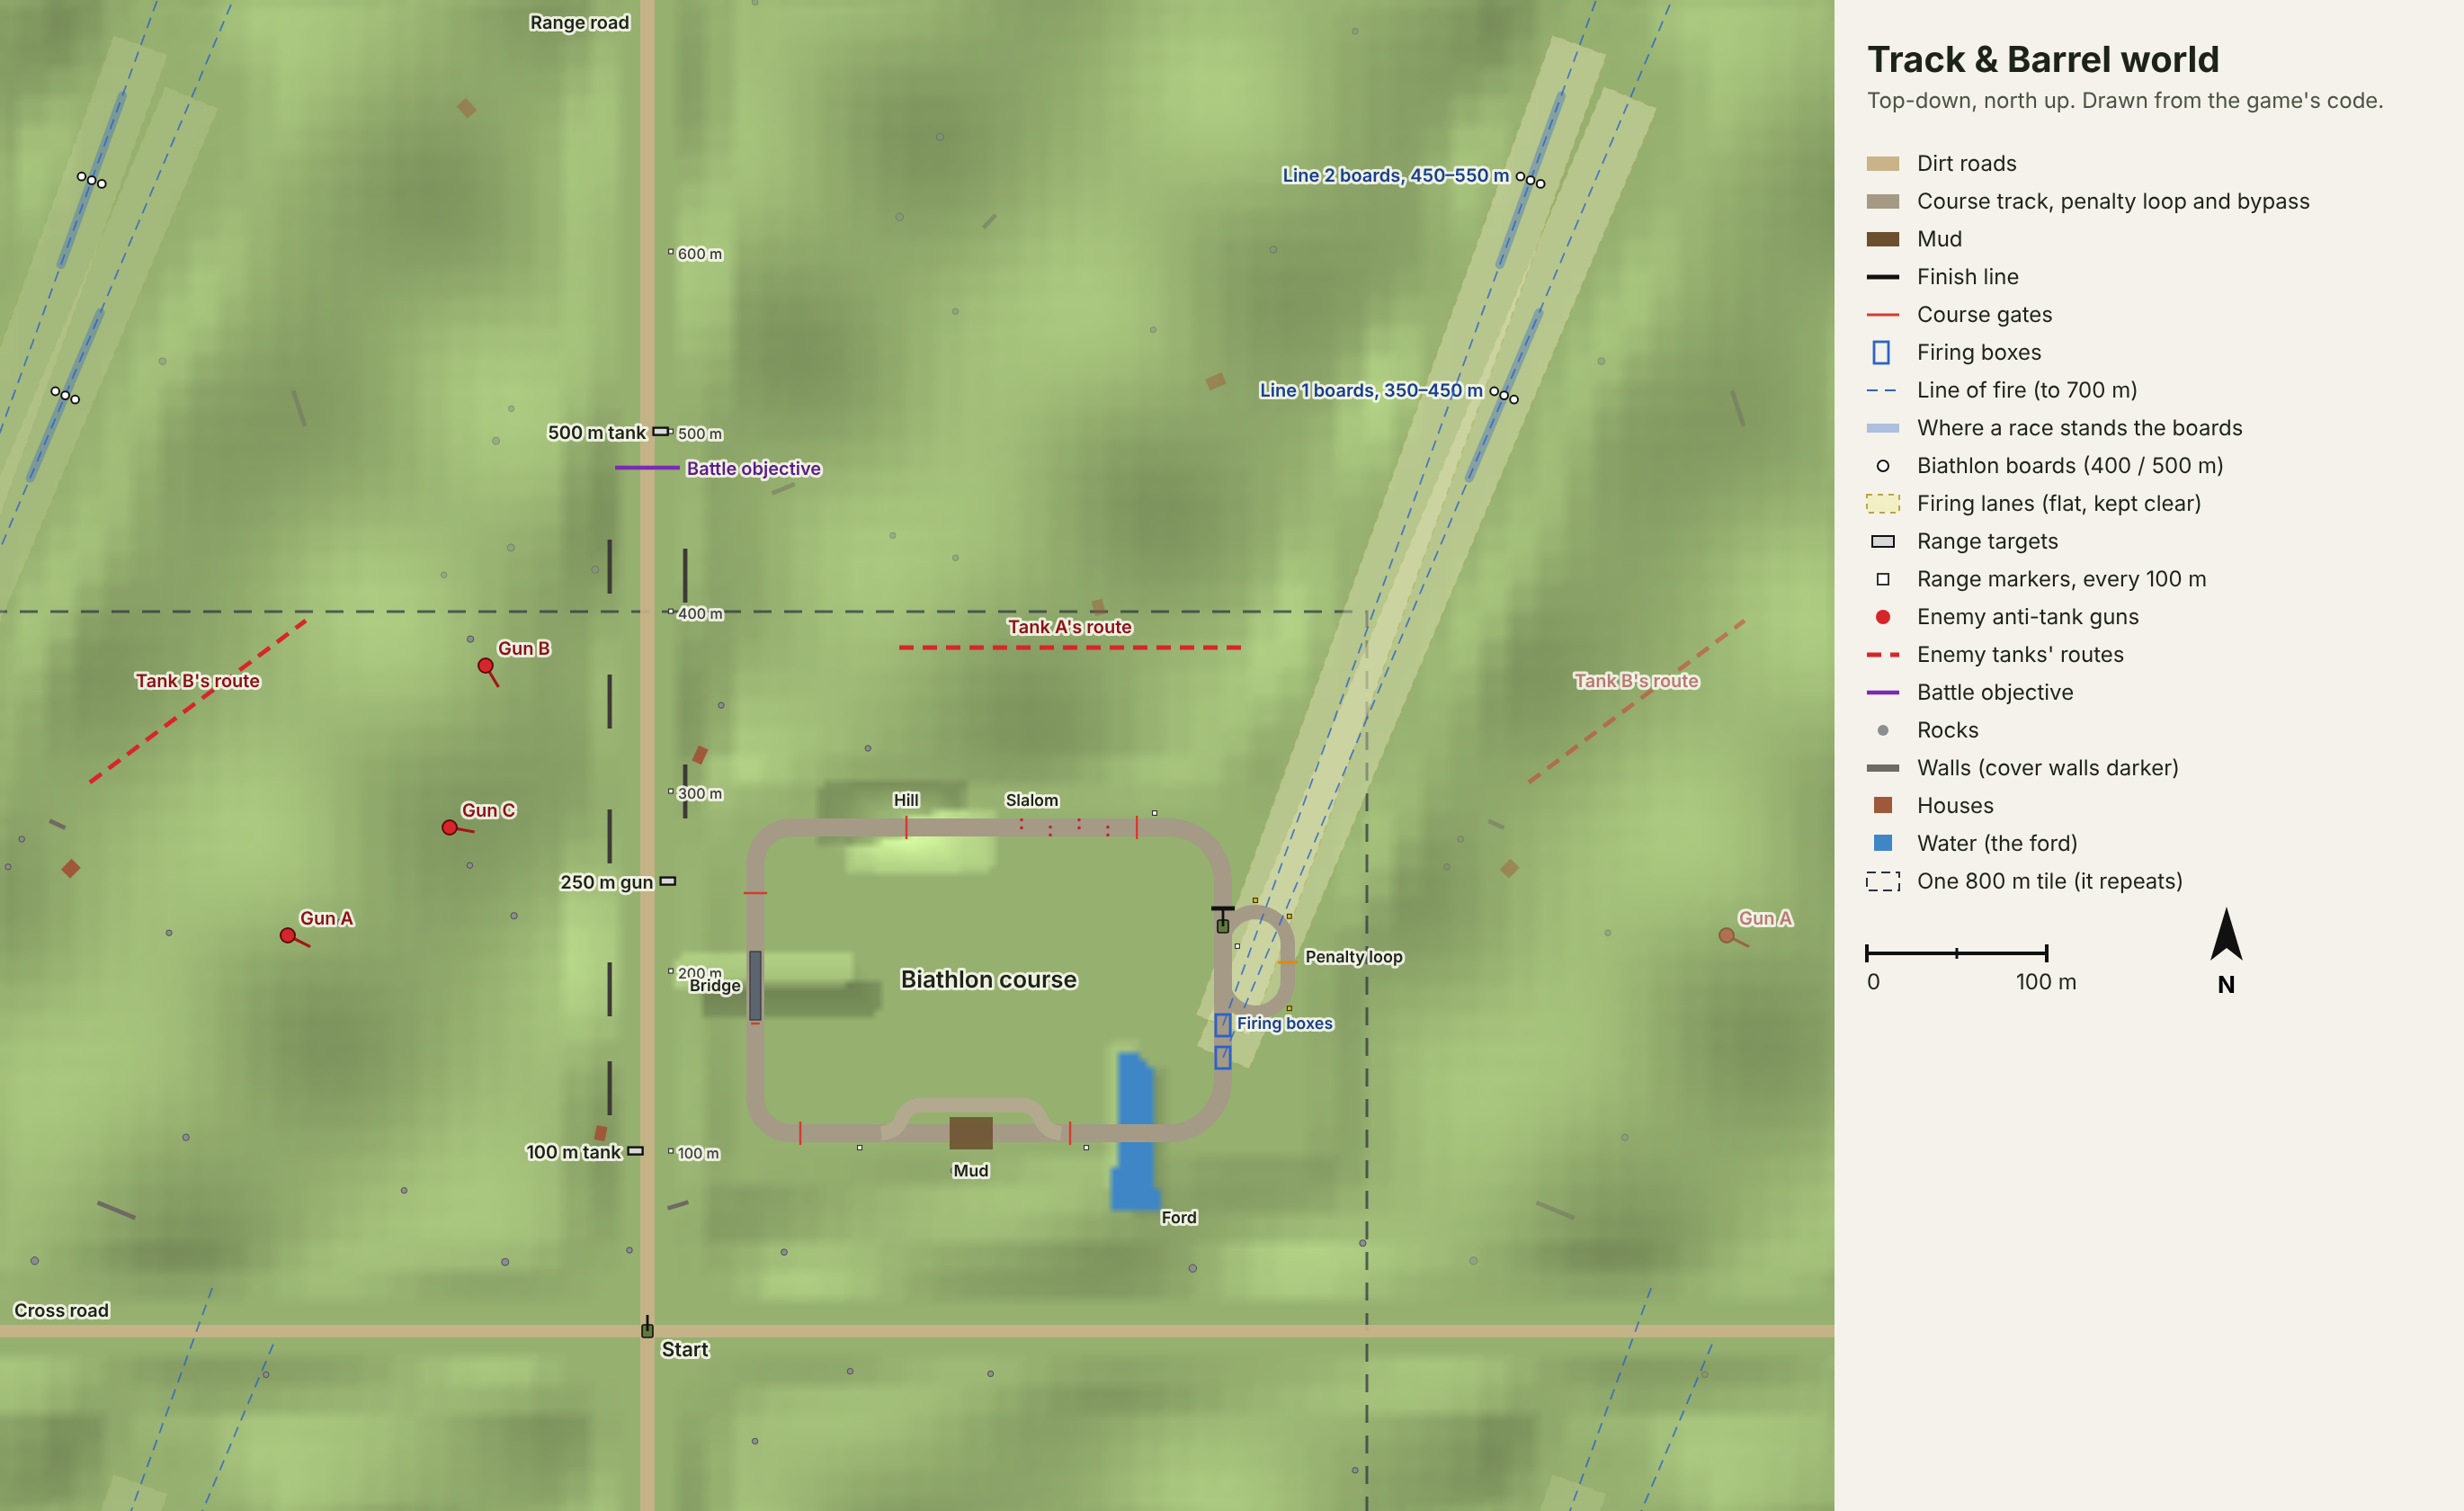 Range road
Line 2 boards, 450–550 m
600 m
Line 1 boards, 350–450 m
500 m tank
500 m
Battle objective
400 m
Tank A's route
Gun B
Tank B's route
Tank B's route
300 m
Hill
Slalom
Gun C
250 m gun
Gun A
Gun A
Penalty loop
200 m
Bridge
Biathlon course
Firing boxes
100 m tank
100 m
Mud
Ford
Cross road
Start
Track & Barrel world
Top-down, north up. Drawn from the game's code.
Dirt roads
Course track, penalty loop and bypass
Mud
Finish line
Course gates
Firing boxes
Line of fire (to 700 m)
Where a race stands the boards
Biathlon boards (400 / 500 m)
Firing lanes (flat, kept clear)
Range targets
Range markers, every 100 m
Enemy anti-tank guns
Enemy tanks' routes
Battle objective
Rocks
Walls (cover walls darker)
Houses
Water (the ford)
One 800 m tile (it repeats)
0
100 m
N